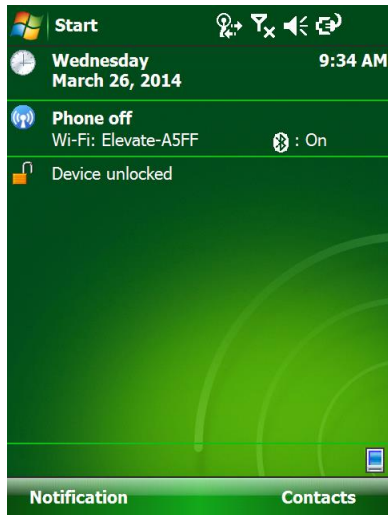 Start
Wednesday 9:34 AM
March 26, 2014
Phone off
Wi-Fi: Elevate-A5FF : On
Device unlocked
Notification Contacts